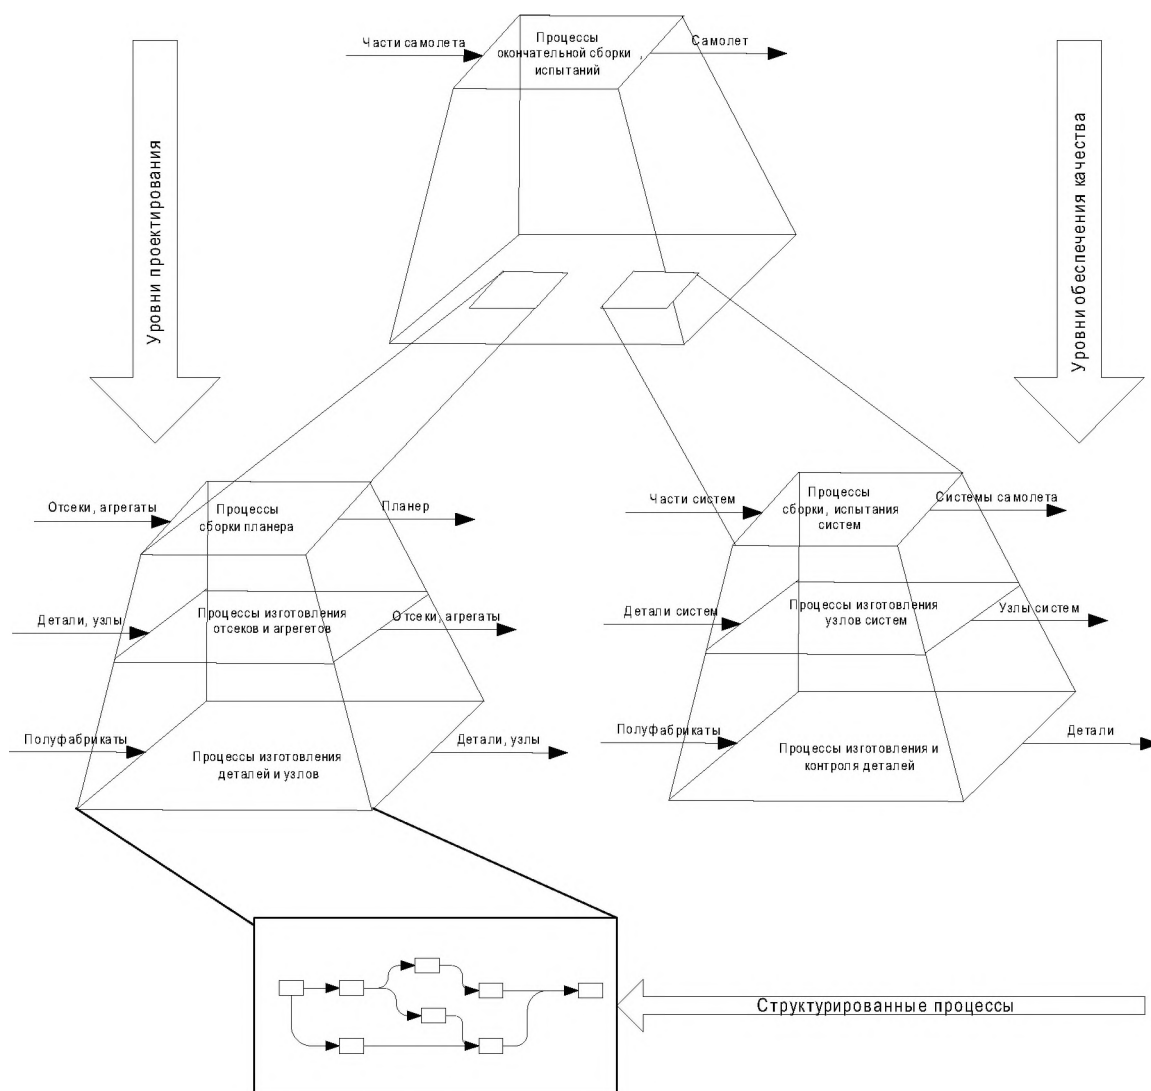 Части самолета
Процессы
окончательной сборки ,
испытаний
Самолет
Уровни проектирования
Уровни обеспечения качества
Отсеки, агрегаты
Процессы
сборки планера
Планер
Части систем
Процессы
сборки , испытания
систем
Системы самолета
Детали, узлы
Процессы изготовления
отсеков и агрегетов
Отсеки, агрегаты
Детали систем
Процессы изготовления
узлов систем
Узлы систем
Полуфабрикаты
Процессы изготовления
деталей и узлов
Детали, узлы
Полуфабрикаты
Процессы изготовления и
контроля деталей
Детали
Структурированные процессы